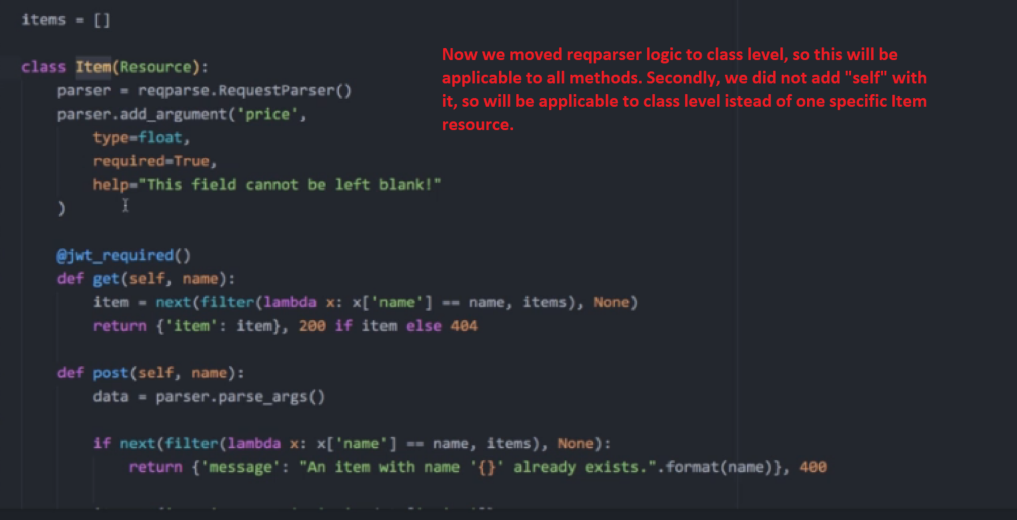 items = []
class Item(Resource):
Now we moved reqparser logic to class level, so this will be
applicable to all methods. Secondly, we did not add "self" with
it, so will be applicable to class level istead of one specific Item
resource.
parser = reqparse.RequestParser()
parser.add_argument('price',
type=float,
required=True,
help="This field cannot be left blank!"
)
@jwt_required()
def get(self, name):
item = next(filter(lambda x: x['name'] == name, items), None)
return {'item': item}, 200 if item else 404
def post(self, name):
data = parser.parse_args()
if next(filter(lambda x: x['name'] == name, items), None):
return {'message': "An item with name '{}' already exists.".format(name)}, 400